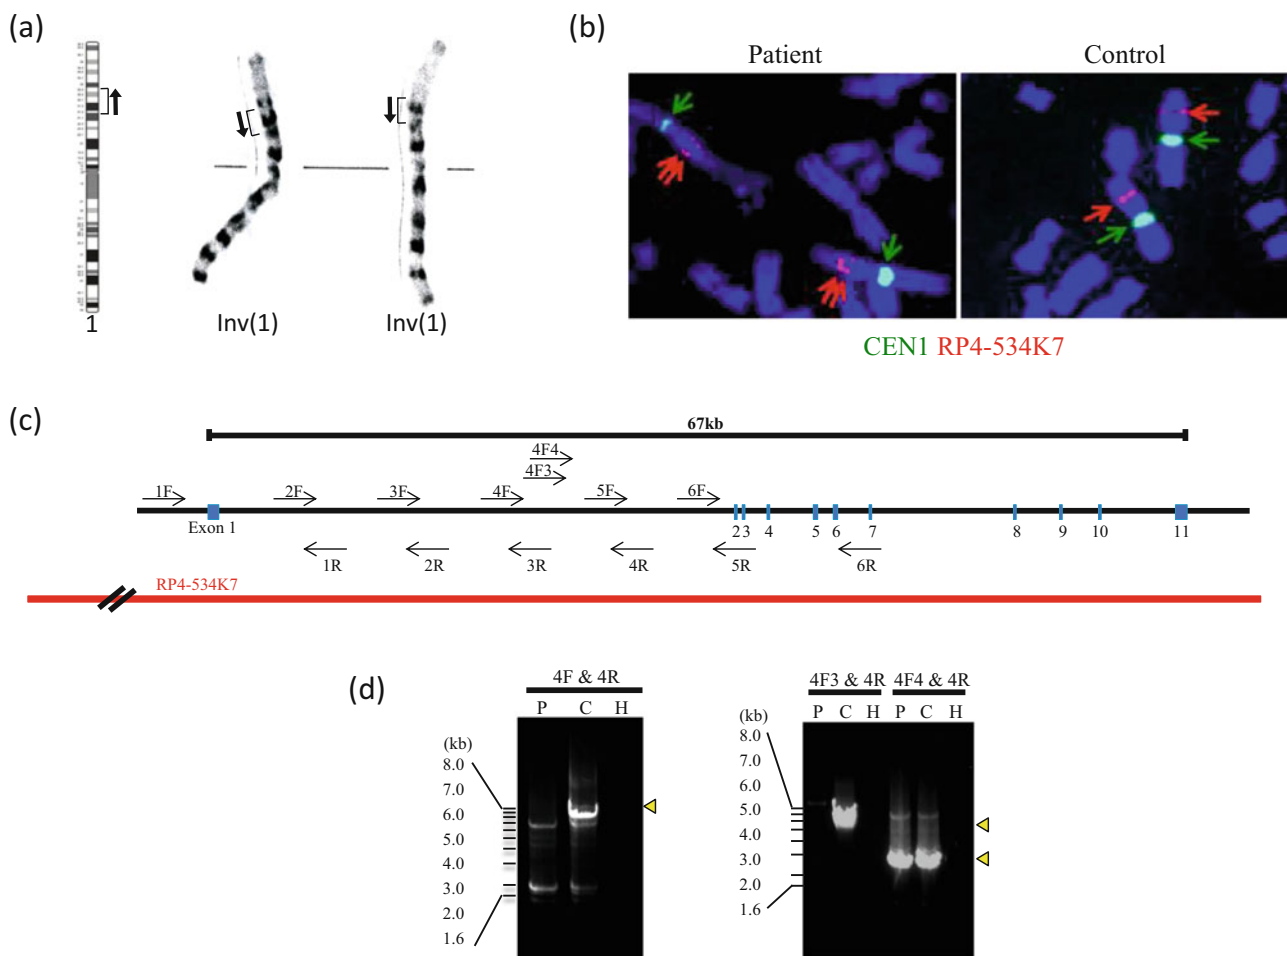 (a)
1
Inv(1)
Inv(1)
(b)
Patient
Control
CEN1 RP4-534K7
(c)
67kb
4F4
4F3
1F
2F
3F
4F
5F
6F
Exon 1
2 3 4 5 6 7 8 9 10 11
1R
2R
3R
4R
5R
6R
RP4-534K7
(d)
4F & 4R
P C H
(kb)
8.0
7.0
6.0
5.0
4.0
3.0
2.0
1.6
4F3 & 4R 4F4 & 4R
P C H P C H
(kb)
8.0
7.0
6.0
5.0
4.0
3.0
2.0
1.6